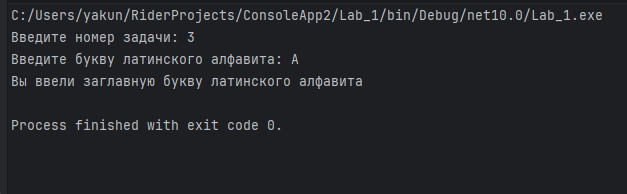 C:/Users/yakun/RiderProjects/ConsoleApp2/Lab_1/bin/Debug/net10.0/Lab_1.exe
Введите номер задачи: 3
Введите букву латинского алфавита: A
Вы ввели заглавную букву латинского алфавита
Process finished with exit code 0.